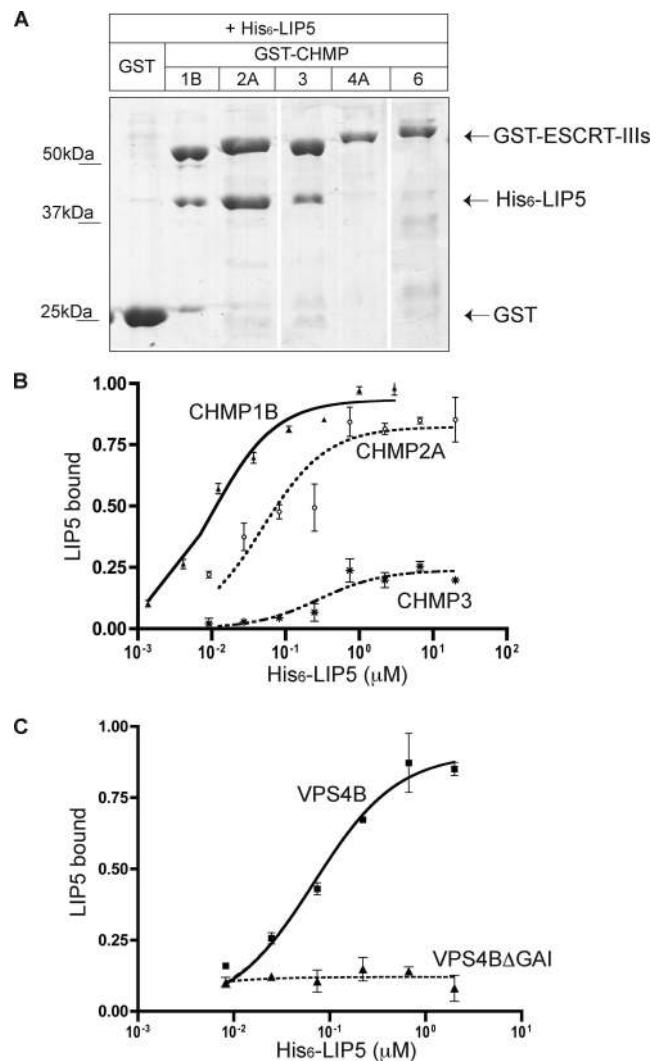 A
+ His₆-LIP5
GST
GST-CHMP
1B 2A 3 4A 6
50kDa
37kDa
25kDa
GST-ESCRT-IIIs
His₆-LIP5
GST
B
1.00
0.75
0.50
0.25
0.00
LIP5 bound
CHMP1B
CHMP2A
CHMP3
10⁻³ 10⁻² 10⁻¹ 10⁰ 10¹ 10²
His₆-LIP5 (μM)
C
1.00
0.75
0.50
0.25
0.00
LIP5 bound
VPS4B
VPS4BΔGAI
10⁻³ 10⁻² 10⁻¹ 10⁰ 10¹
His₆-LIP5 (μM)